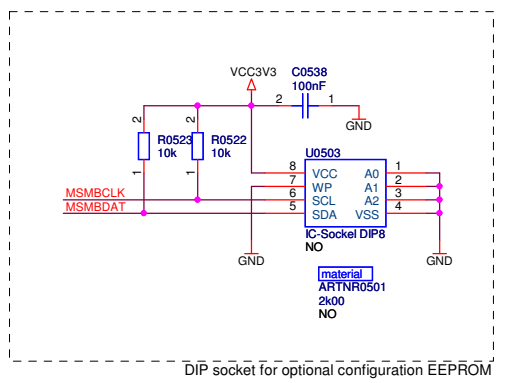 VCC3V3
C0538
100nF
2
1
GND
2
2
R0523
10k
R0522
10k
1
1
U0503
8
VCC
A0
1
7
WP
A1
2
MSMBCLK
6
SCL
A2
3
MSMBDAT
5
SDA
VSS
4
IC-Sockel DIP8
NO
GND
GND
material
ARTNR0501
2k00
NO
DIP socket for optional configuration EEPROM